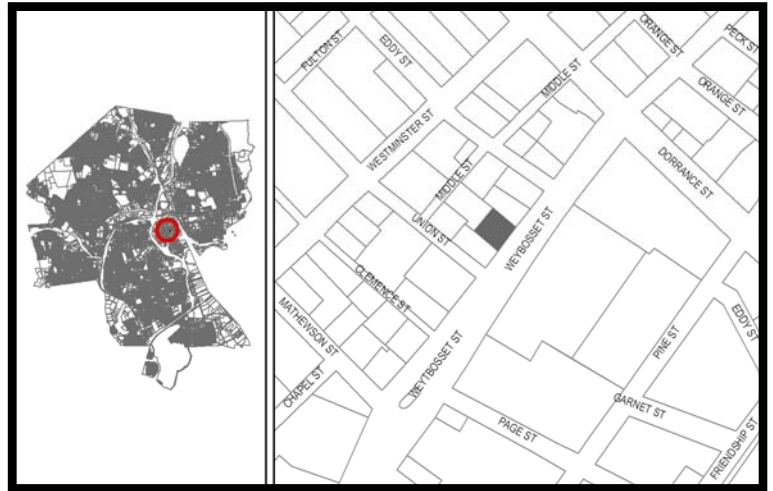 FULTON ST
EDDY ST
ORANGE ST
PECK ST
MIDDLE ST
ORANGE ST
WESTMINSTER ST
DORRANCE ST
MIDDLE ST
UNION ST
WEYBOSSET ST
CLEMENCE ST
MATHEWSON ST
EDDY ST
PINE ST
WEYTBOSSET ST
CHAPEL ST
GARNET ST
PAGE ST
FRIENDSHIP ST